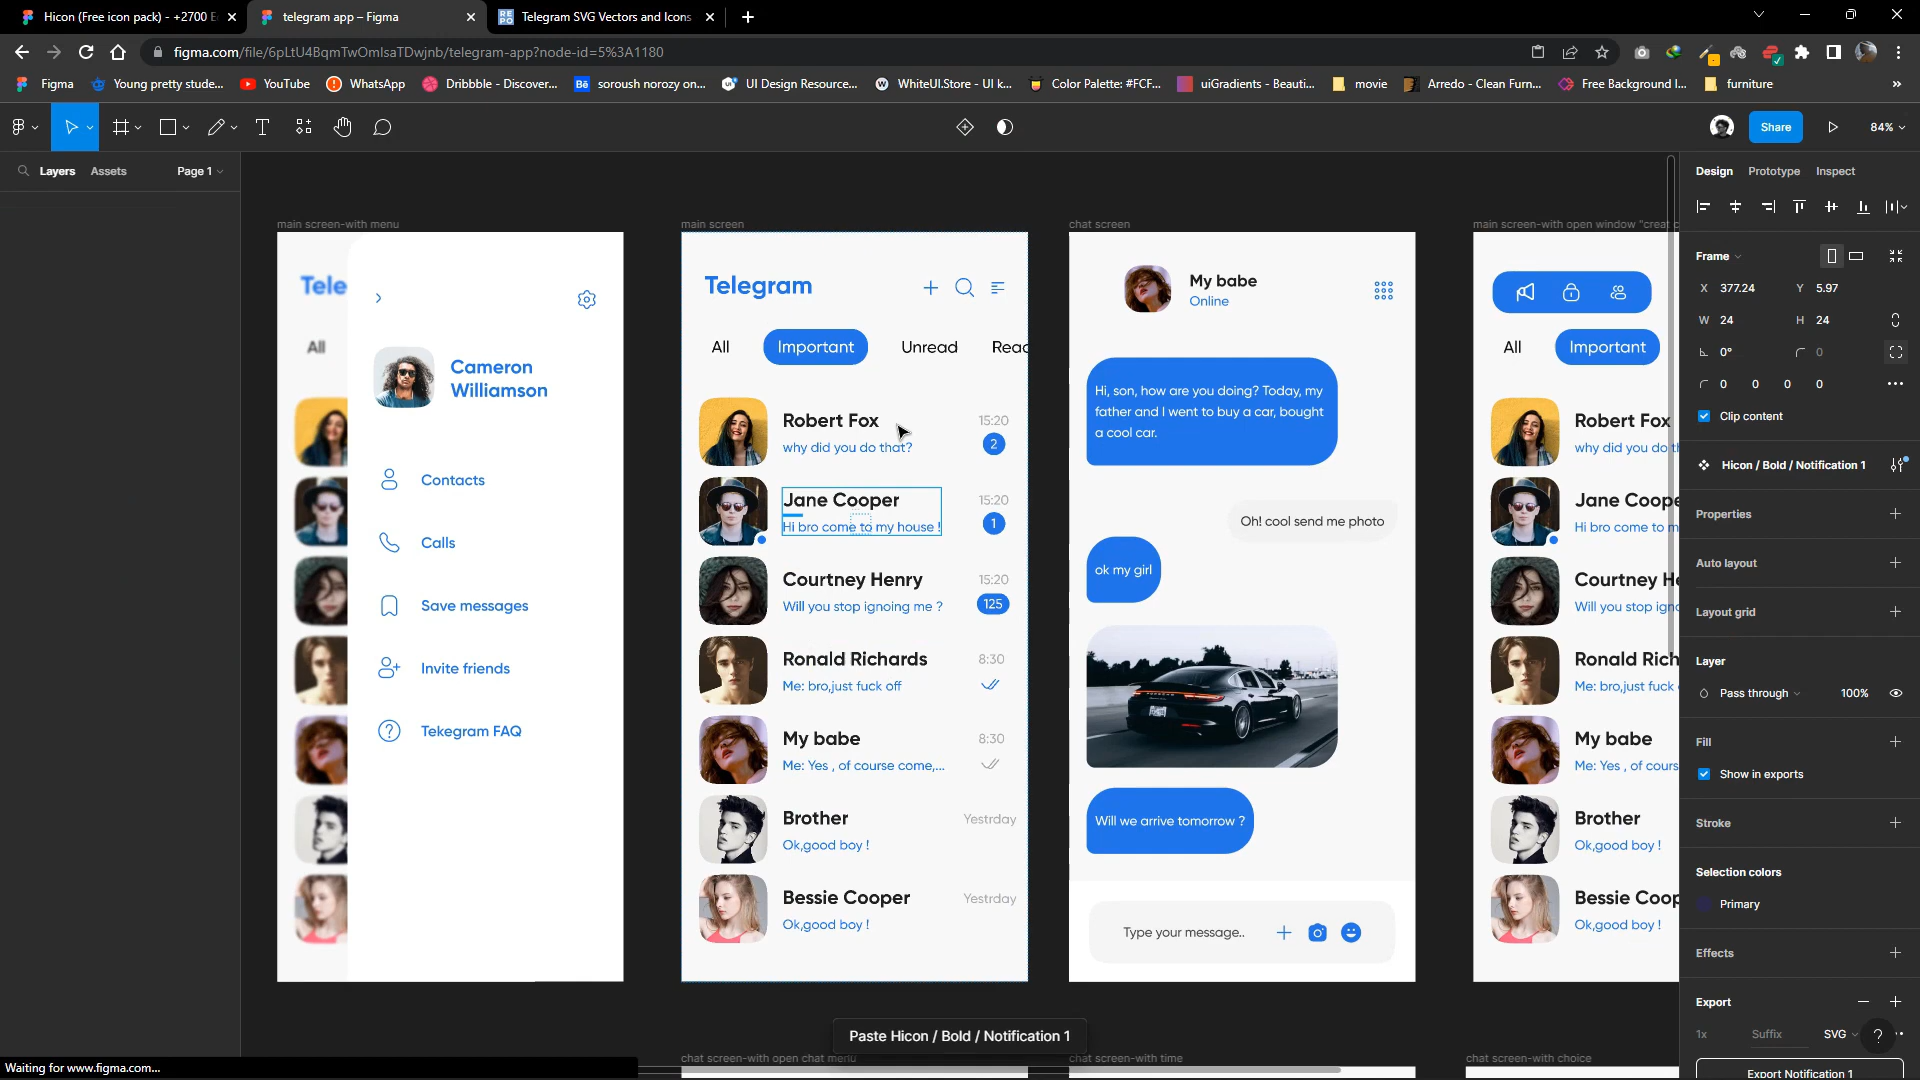 Hicon (Free icon pack) - +2700 E
telegram app – Figma
Telegram SVG Vectors and Icons
figma.com/file/6pLtU4BqmTwOmIsaTDwjnb/telegram-app?node-id=5%3A1180
Figma
Young pretty stude...
YouTube
WhatsApp
Dribbble - Discover...
soroush norozy on...
UI Design Resource...
WhiteUI.Store - UI k...
Color Palette: #FCF...
uiGradients - Beauti...
movie
Arredo - Clean Furn...
Free Background I...
furniture
Share
84%
Layers
Assets
Page 1
main screen-with menu
Tele
All
Cameron
Williamson
Contacts
Calls
Save messages
Invite friends
Tekegram FAQ
main screen
Telegram
All
Important
Unread
Read
Robert Fox
15:20
why did you do that?
2
Jane Cooper
15:20
Hi bro come to my house !
1
Courtney Henry
15:20
Will you stop ignoing me ?
125
Ronald Richards
8:30
Me: bro,just fuck off
My babe
8:30
Me: Yes , of course come,...
Brother
Yestrday
Ok,good boy !
Bessie Cooper
Yestrday
Ok,good boy !
chat screen
My babe
Online
Hi, son, how are you doing? Today, my
father and I went to buy a car, bought
a cool car.
Oh! cool send me photo
ok my girl
Will we arrive tomorrow ?
Type your message..
main screen-with open window "creat c
All
Important
Robert Fox
why did you do th
Jane Coope
Hi bro come to m
Courtney He
Will you stop igno
Ronald Rich
Me: bro,just fuck
My babe
Me: Yes , of cours
Brother
Ok,good boy !
Bessie Coop
Ok,good boy !
Paste Hicon / Bold / Notification 1
chat screen-with open chat menu
chat screen-with time
chat screen-with choice
Waiting for www.figma.com...
Design
Prototype
Inspect
Frame
X 377.24 Y 5.97
W 24 H 24
0° 0
0 0 0 0
Clip content
Hicon / Bold / Notification 1
Properties
Auto layout
Layout grid
Layer
Pass through 100%
Fill
Show in exports
Stroke
Selection colors
Primary
Effects
Export
1x Suffix SVG
Export Notification 1